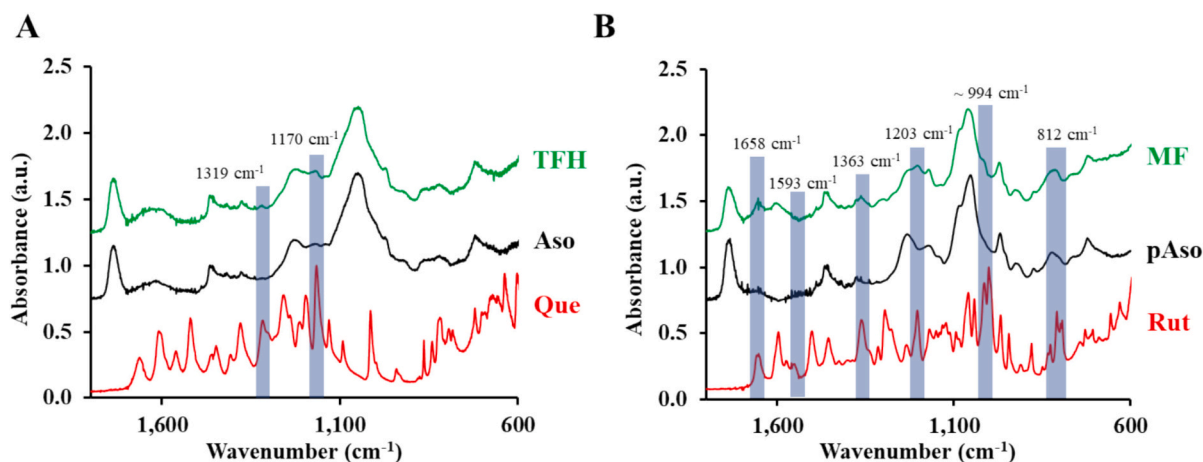 A
Absorbance (a.u.)
2.5
2.0
1.5
1.0
0.5
0.0
1319 cm-1
1170 cm-1
TFH
Aso
Que
1,600
1,100
600
Wavenumber (cm-1)
B
Absorbance (a.u.)
2.5
2.0
1.5
1.0
0.5
0.0
1658 cm-1
1593 cm-1
1363 cm-1
1203 cm-1
~ 994 cm-1
812 cm-1
MF
pAso
Rut
1,600
1,100
600
Wavenumber (cm-1)